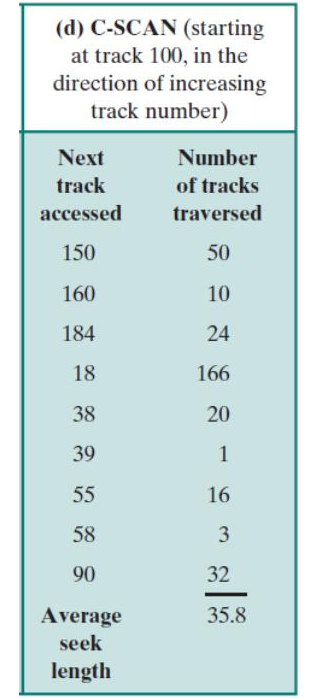 (d) C-SCAN (starting
at track 100, in the
direction of increasing
track number)
Next Number
track of tracks
accessed traversed
150 50
160 10
184 24
18 166
38 20
39 1
55 16
58 3
90 32
Average 35.8
seek
length